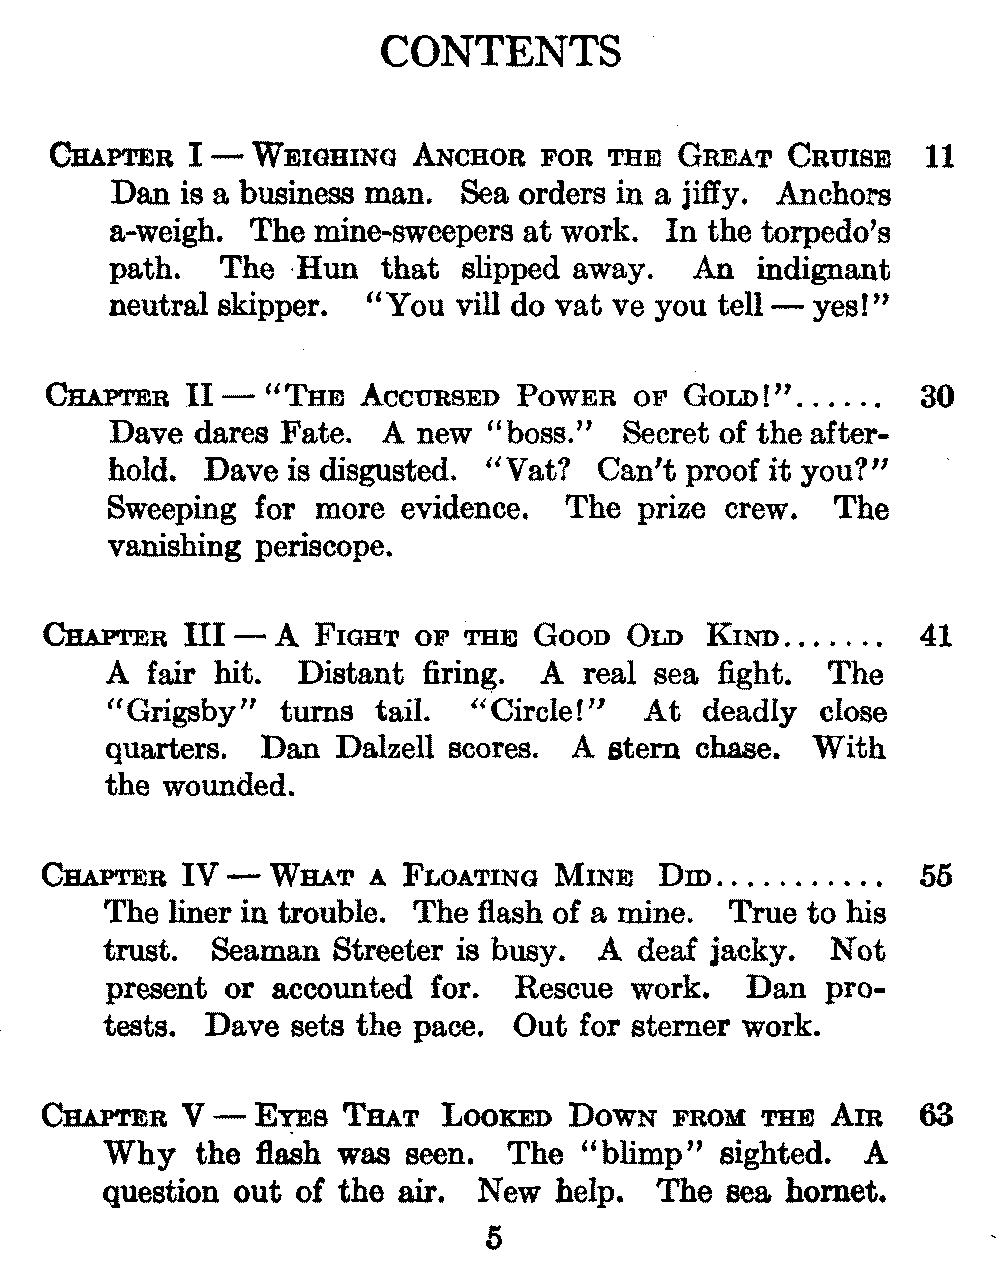 CONTENTS
CHAPTER I — WEIGHING ANCHOR FOR THE GREAT CRUISE 11
Dan is a business man. Sea orders in a jiffy. Anchors
a-weigh. The mine-sweepers at work. In the torpedo's
path. The Hun that slipped away. An indignant
neutral skipper. "You vill do vat ve you tell — yes!"
CHAPTER II — "THE ACCURSED POWER OF GOLD!"...... 30
Dave dares Fate. A new "boss." Secret of the after-
hold. Dave is disgusted. "Vat? Can't proof it you?"
Sweeping for more evidence. The prize crew. The
vanishing periscope.
CHAPTER III — A FIGHT OF THE GOOD OLD KIND....... 41
A fair hit. Distant firing. A real sea fight. The
"Grigsby" turns tail. "Circle!" At deadly close
quarters. Dan Dalzell scores. A stern chase. With
the wounded.
CHAPTER IV — WHAT A FLOATING MINE DID........... 55
The liner in trouble. The flash of a mine. True to his
trust. Seaman Streeter is busy. A deaf jacky. Not
present or accounted for. Rescue work. Dan pro-
tests. Dave sets the pace. Out for sterner work.
CHAPTER V — EYES THAT LOOKED DOWN FROM THE AIR 63
Why the flash was seen. The "blimp" sighted. A
question out of the air. New help. The sea hornet.
5